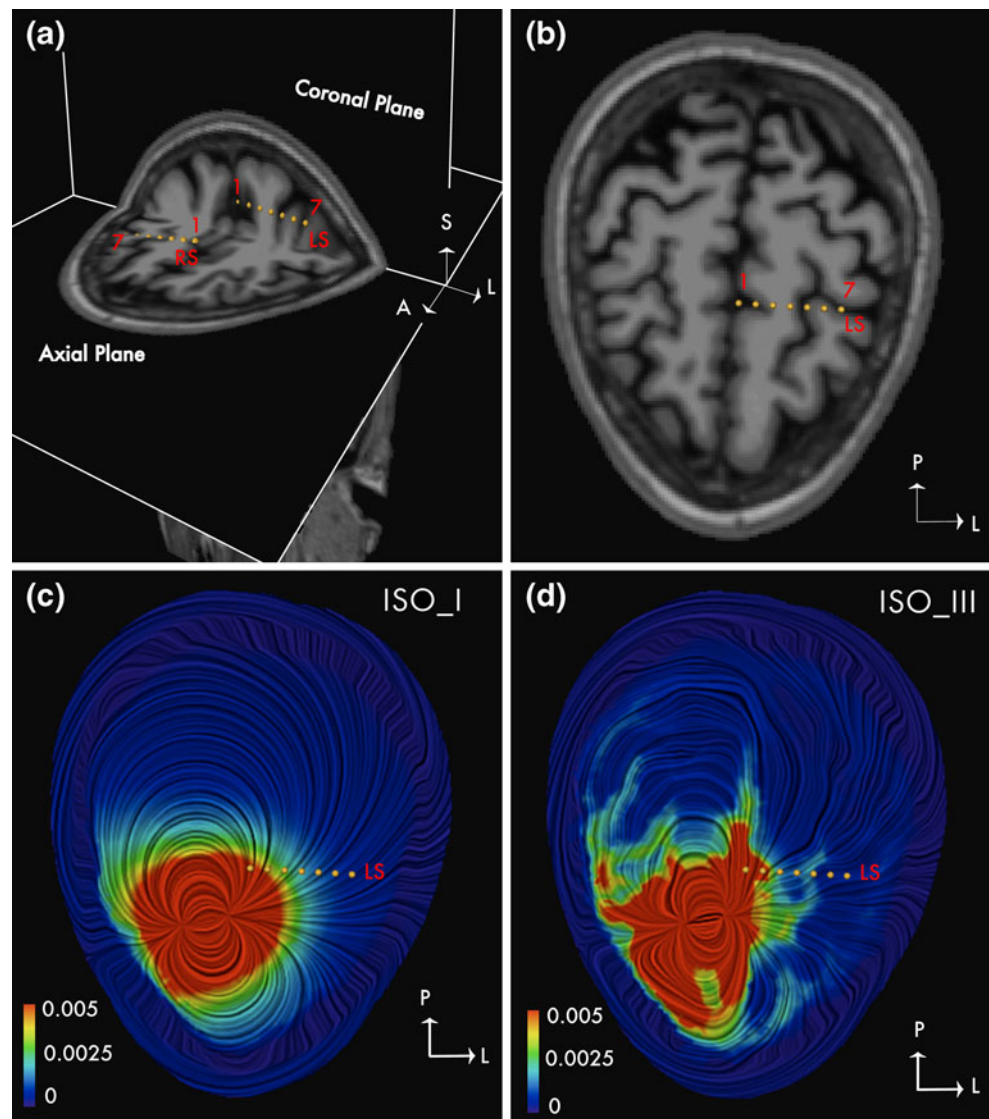 (a)
Coronal Plane
1
7
LS
7
1
RS
S
L
A
Axial Plane
(b)
1
7
LS
P
L
(c)
ISO_I
LS
0.005
0.0025
0
P
L
(d)
ISO_III
LS
0.005
0.0025
0
P
L